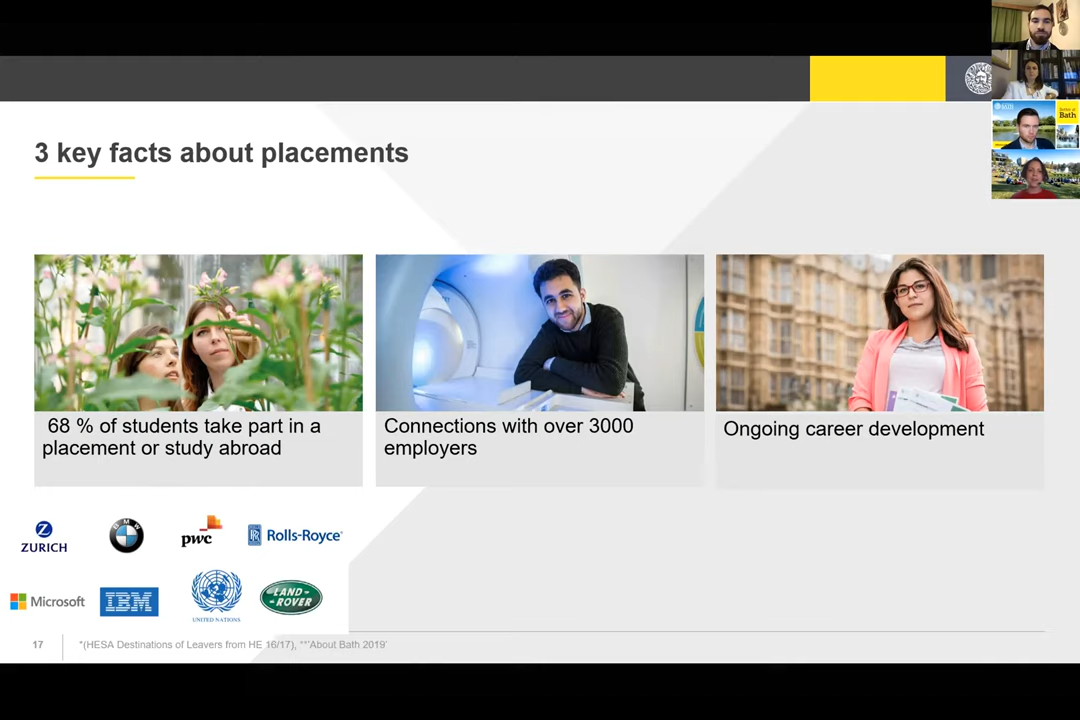 Bath
3 key facts about placements
68 % of students take part in a
placement or study abroad
Connections with over 3000
employers
Ongoing career development
ZURICH
BMW
pwc
Rolls-Royce
Microsoft
IBM
UNITED NATIONS
LAND-
ROVER
17
*(HESA Destinations of Leavers from HE 16/17), **'About Bath 2019'